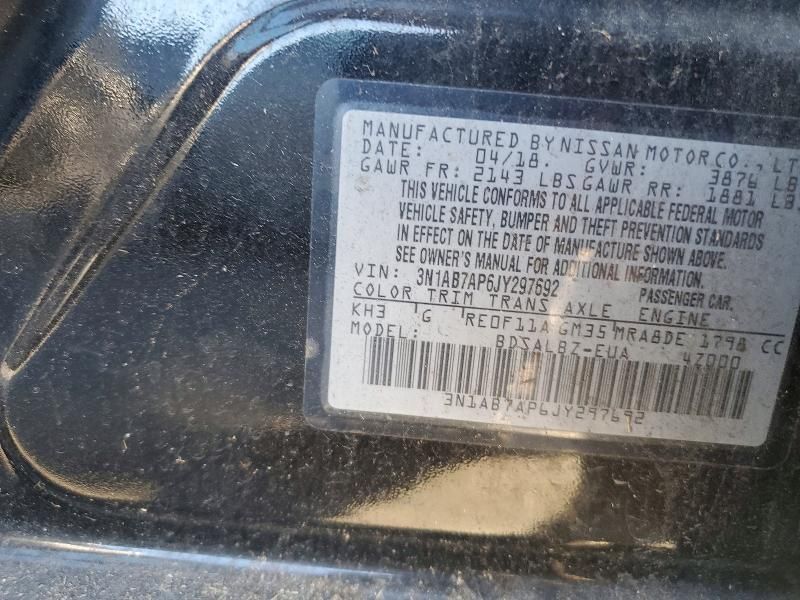 MANUFACTURED BY NISSAN MOTOR CO., LT
DATE: 04/18 GVWR: 3876 LB
GAWR FR: 2143 LBS GAWR RR: 1881 LB
THIS VEHICLE CONFORMS TO ALL APPLICABLE FEDERAL MOTOR
VEHICLE SAFETY, BUMPER AND THEFT PREVENTION STANDARDS
IN EFFECT ON THE DATE OF MANUFACTURE SHOWN ABOVE.
SEE OWNER'S MANUAL FOR ADDITIONAL INFORMATION.
VIN: 3N1AB7AP6JY297692 PASSENGER CAR.
COLOR TRIM TRANS AXLE ENGINE
KH3 G RE0F11A GM35 MRA8DE 1798 CC
MODEL: BDSALBZ-EUA 4Z000
3N1AB7AP6JY297692